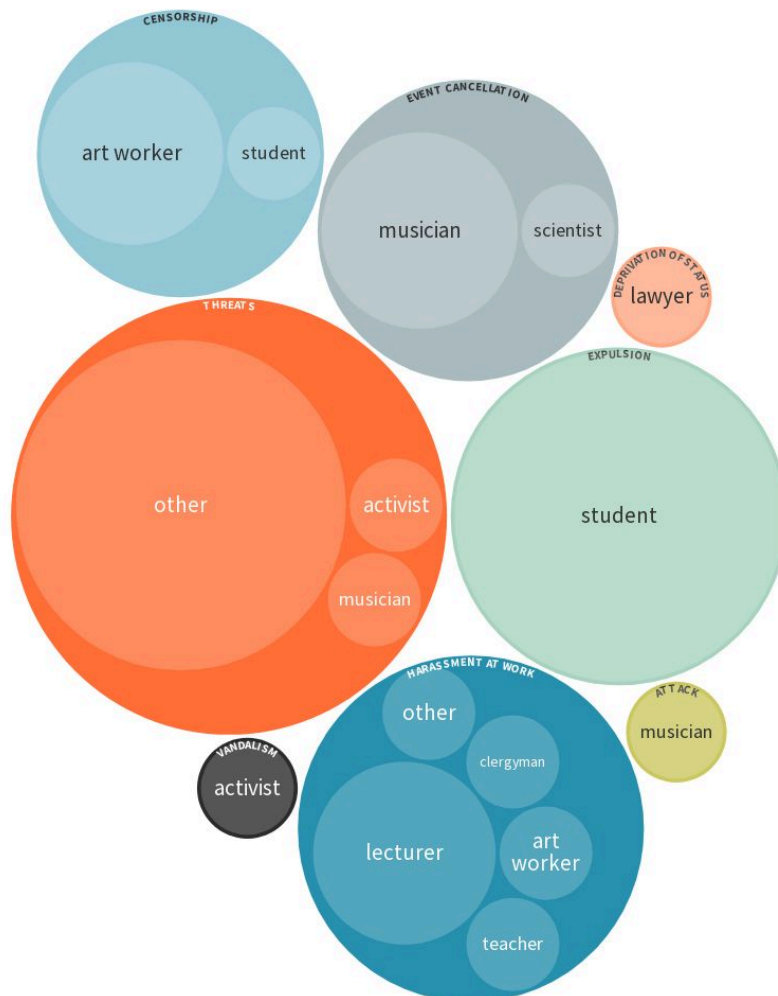 CENSORSHIP
art worker
student
EVENT CANCELLATION
musician
scientist
DEPRIVATION OF STATUS
lawyer
THREATS
other
activist
musician
EXPULSION
student
ATTACK
musician
VANDALISM
activist
HARASSMENT AT WORK
other
clergyman
lecturer
art
worker
teacher